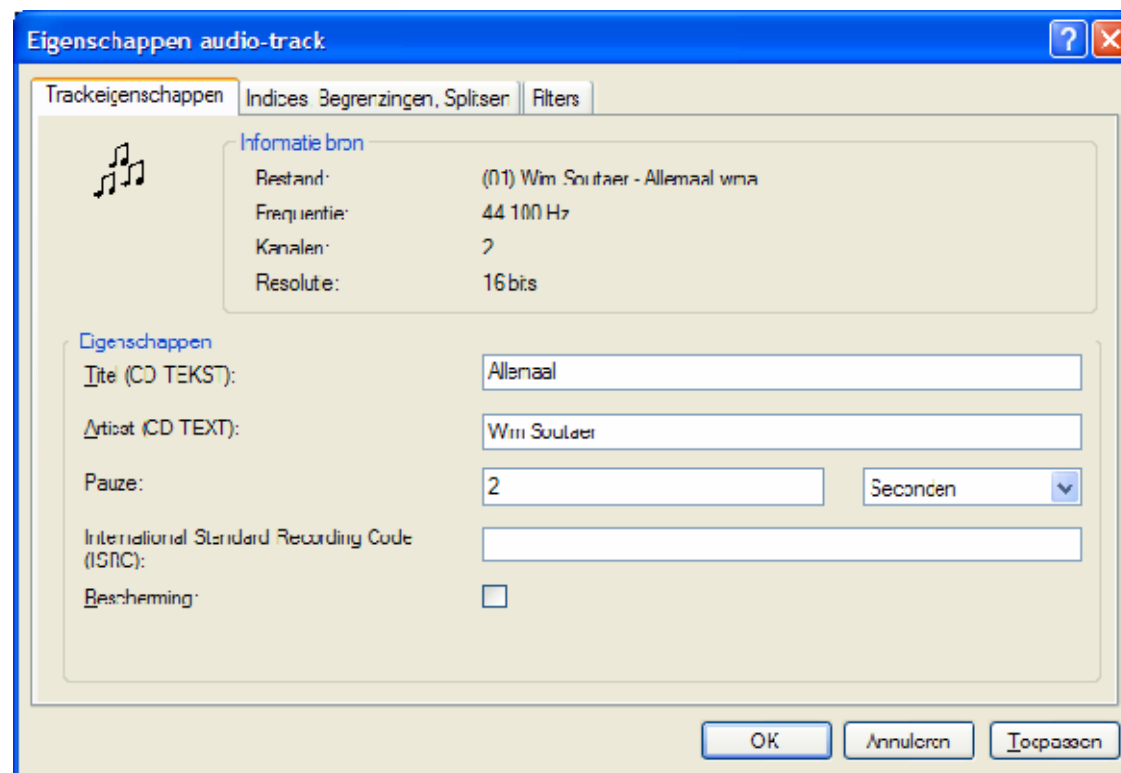 Eigenschappen audio-track
Trackeigenschappen Indices, Begrenzingen, Splitsen Filters
Informatie bron
Bestand: (01) Wim Soutaer - Allemaal.wma
Frequentie: 44.100 Hz
Kanalen: 2
Resolutie: 16 bits
Eigenschappen
Titel (CD TEKST): Allemaal
Artiest (CD TEXT): Wim Soutaer
Pauze: 2 Seconden
International Standard Recording Code
(ISRC):
Bescherming:
OK Annuleren Toepassen